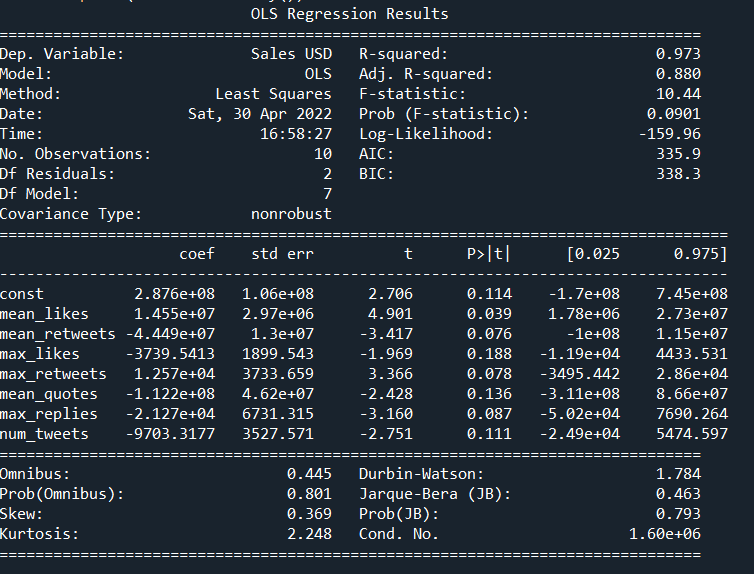 OLS Regression Results
==============================================================================
Dep. Variable: Sales USD R-squared: 0.973
Model: OLS Adj. R-squared: 0.880
Method: Least Squares F-statistic: 10.44
Date: Sat, 30 Apr 2022 Prob (F-statistic): 0.0901
Time: 16:58:27 Log-Likelihood: -159.96
No. Observations: 10 AIC: 335.9
Df Residuals: 2 BIC: 338.3
Df Model: 7
Covariance Type: nonrobust
=================================================================================
coef std err t P>|t| [0.025 0.975]
---------------------------------------------------------------------------------
const 2.876e+08 1.06e+08 2.706 0.114 -1.7e+08 7.45e+08
mean_likes 1.455e+07 2.97e+06 4.901 0.039 1.78e+06 2.73e+07
mean_retweets -4.449e+07 1.3e+07 -3.417 0.076 -1e+08 1.15e+07
max_likes -3739.5413 1899.543 -1.969 0.188 -1.19e+04 4433.531
max_retweets 1.257e+04 3733.659 3.366 0.078 -3495.442 2.86e+04
mean_quotes -1.122e+08 4.62e+07 -2.428 0.136 -3.11e+08 8.66e+07
max_replies -2.127e+04 6731.315 -3.160 0.087 -5.02e+04 7690.264
num_tweets -9703.3177 3527.571 -2.751 0.111 -2.49e+04 5474.597
==============================================================================
Omnibus: 0.445 Durbin-Watson: 1.784
Prob(Omnibus): 0.801 Jarque-Bera (JB): 0.463
Skew: 0.369 Prob(JB): 0.793
Kurtosis: 2.248 Cond. No. 1.60e+06
==============================================================================